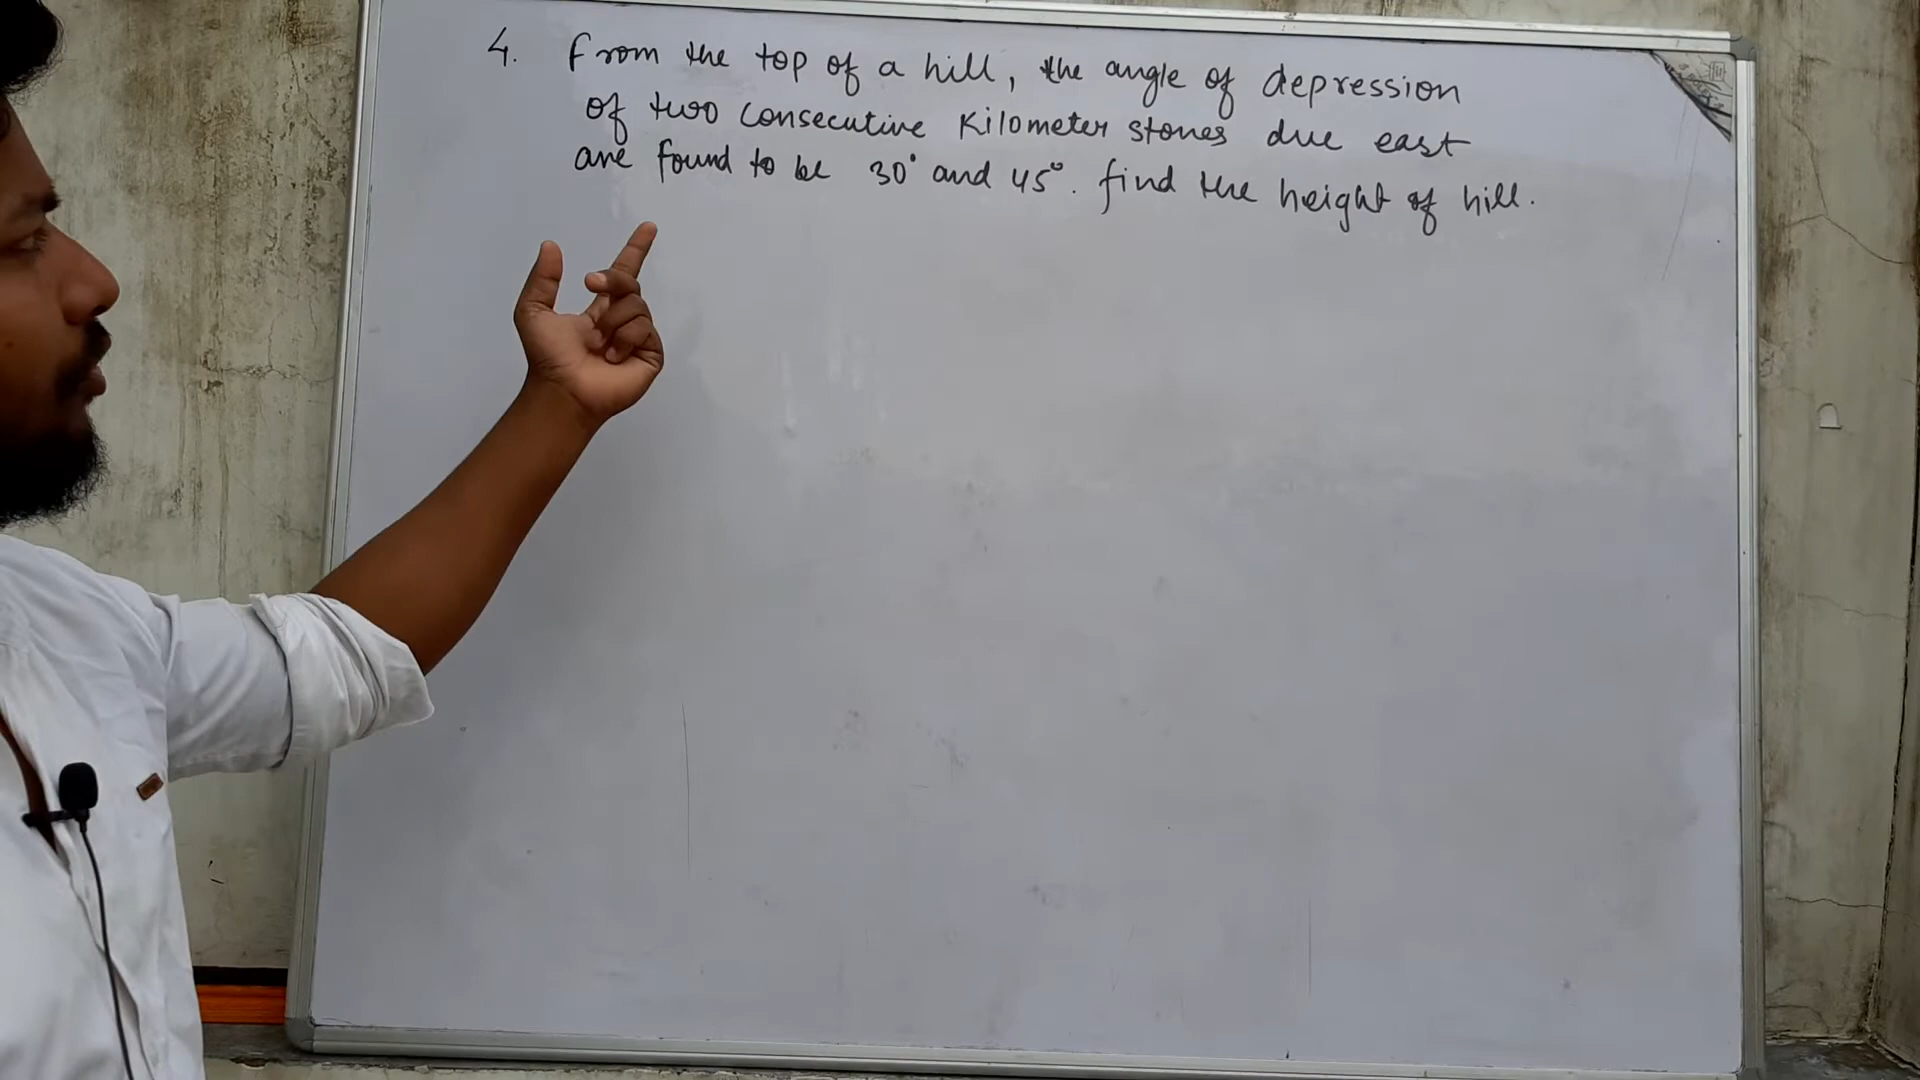 4. From the top of a hill, the angle of depression
of two consecutive Kilometer stones due east
are found to be 30° and 45°. find the height of hill.